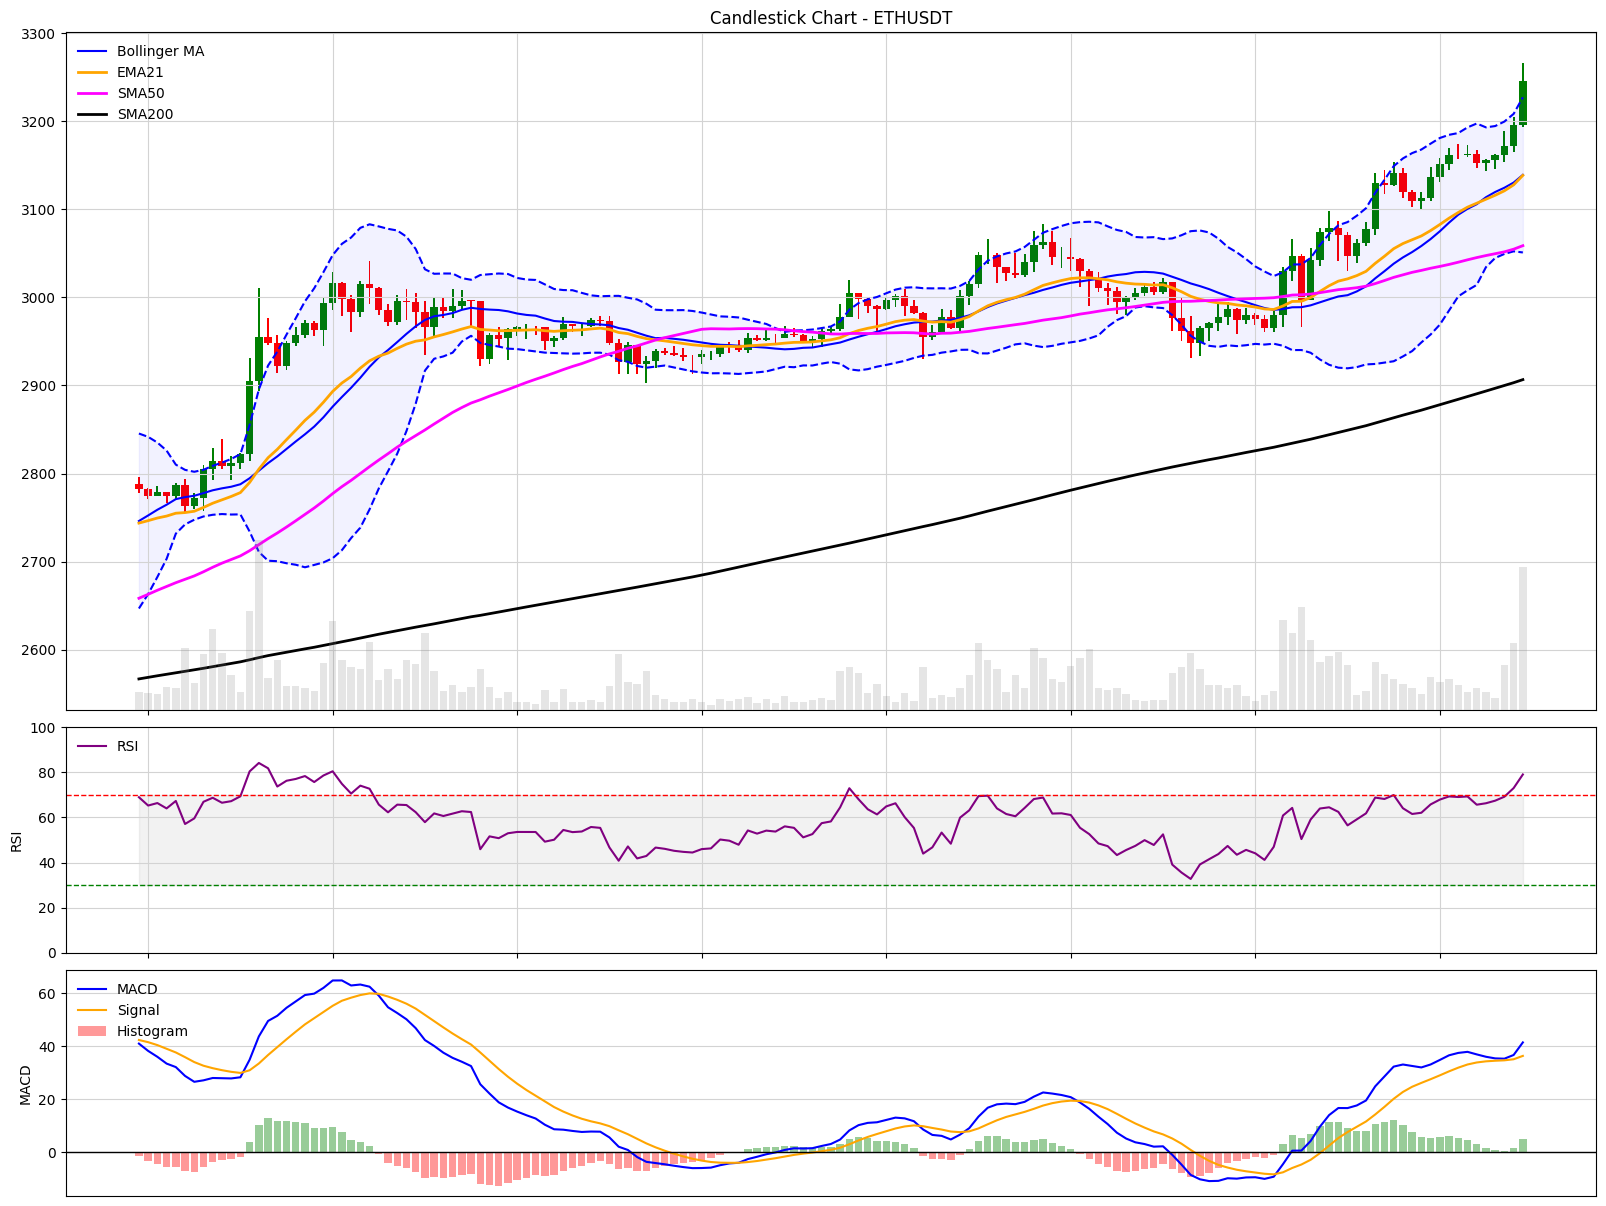 Candlestick Chart - ETHUSDT
3300
3200
3100
3000
2900
2800
2700
2600
Bollinger MA
EMA21
SMA50
SMA200
100
80
60
40
20
0
RSI
RSI
60
40
20
0
MACD
MACD
Signal
Histogram